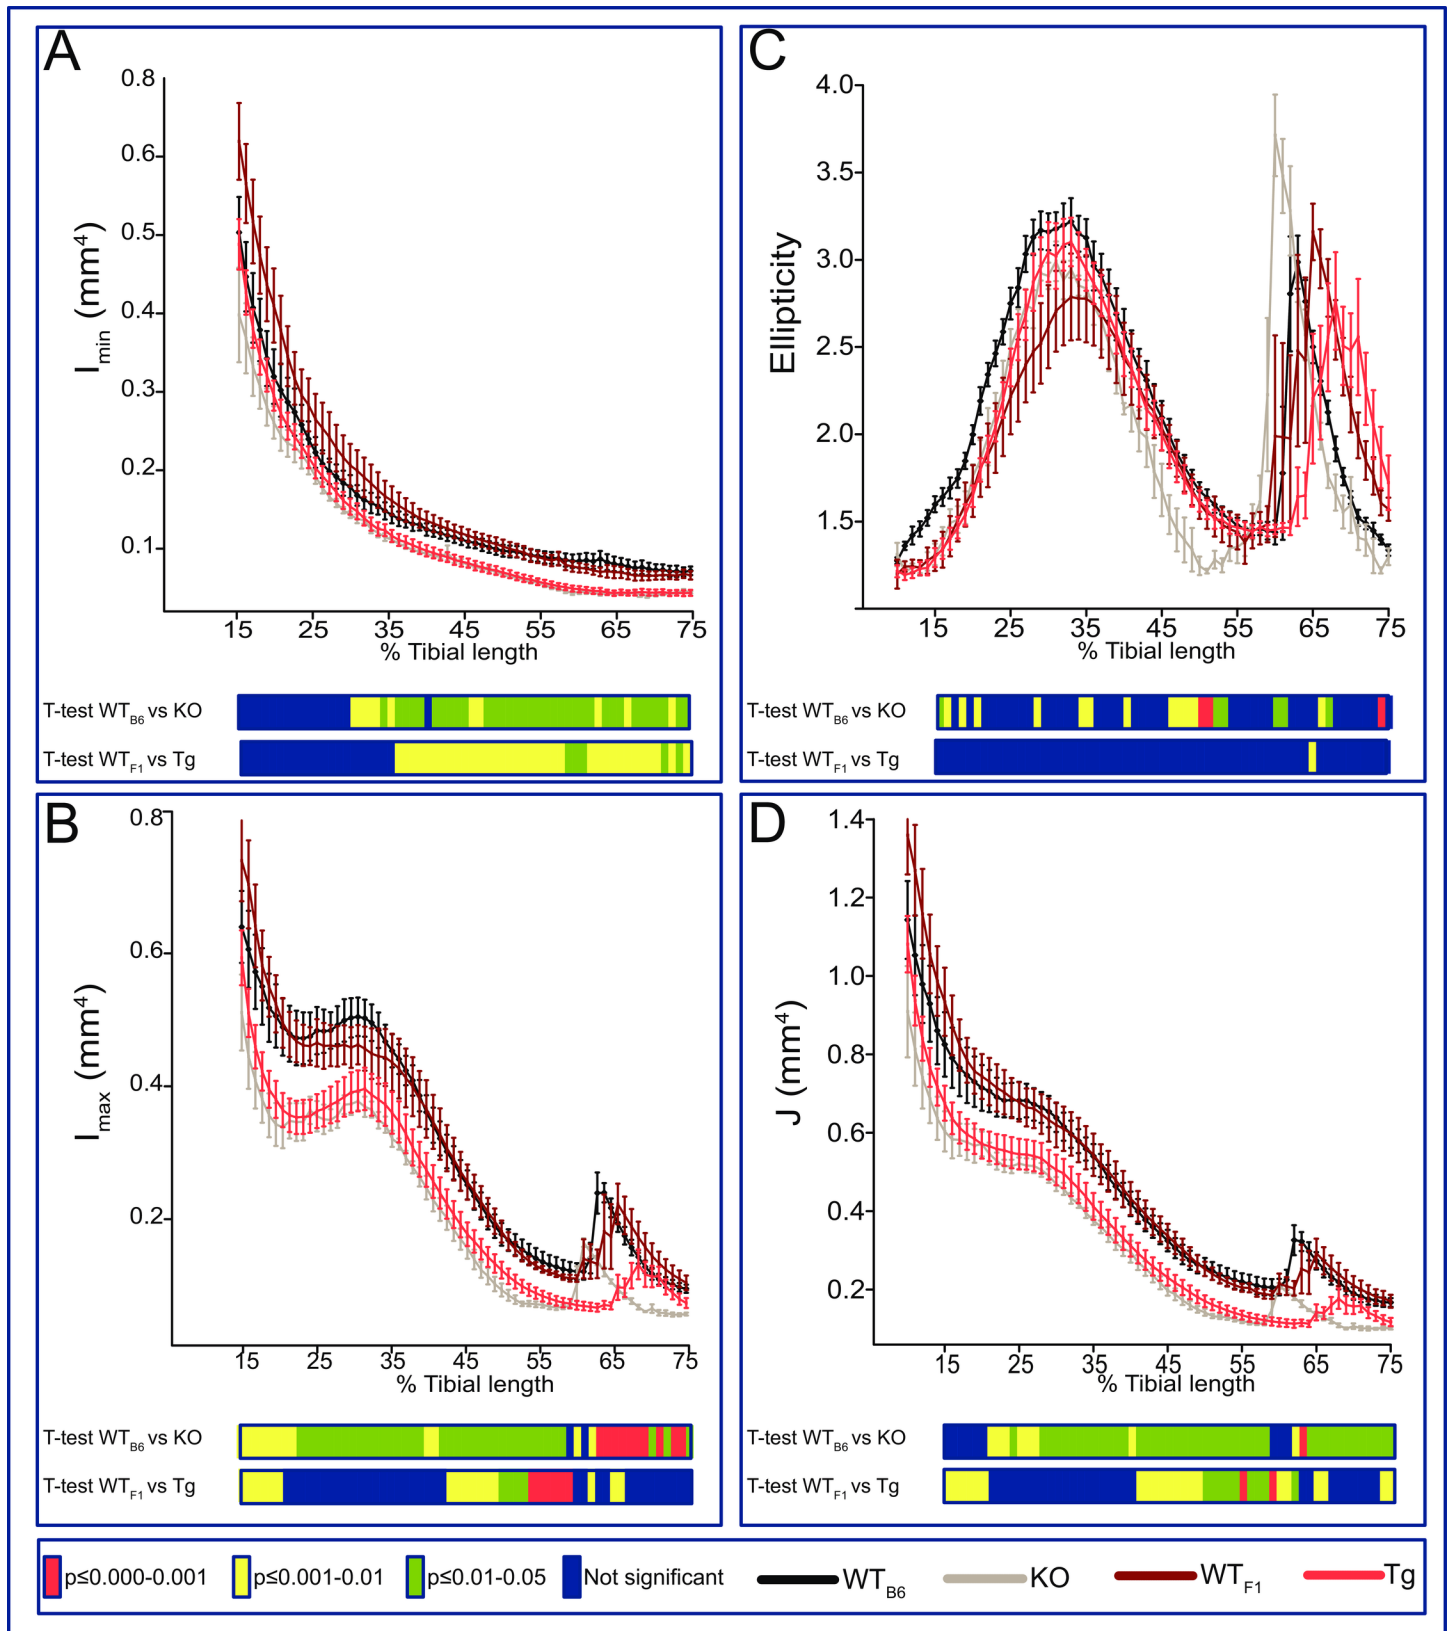 A
0.8
0.6
0.5
0.4
0.3
0.2
0.1
Imin (mm4)
15 25 35 45 55 65 75
% Tibial length
T-test WTB6 vs KO
T-test WTF1 vs Tg
C
4.0
3.5
3.0
2.5
2.0
1.5
Ellipticity
15 25 35 45 55 65 75
% Tibial length
T-test WTB6 vs KO
T-test WTF1 vs Tg
B
0.8
0.6
0.4
0.2
Imax (mm4)
15 25 35 45 55 65 75
% Tibial length
T-test WTB6 vs KO
T-test WTF1 vs Tg
D
1.4
1.2
1.0
0.8
0.6
0.4
0.2
J (mm4)
15 25 35 45 55 65 75
% Tibial length
T-test WTB6 vs KO
T-test WTF1 vs Tg
p≤0.000-0.001 p≤0.001-0.01 p≤0.01-0.05 Not significant WTB6 KO WTF1 Tg